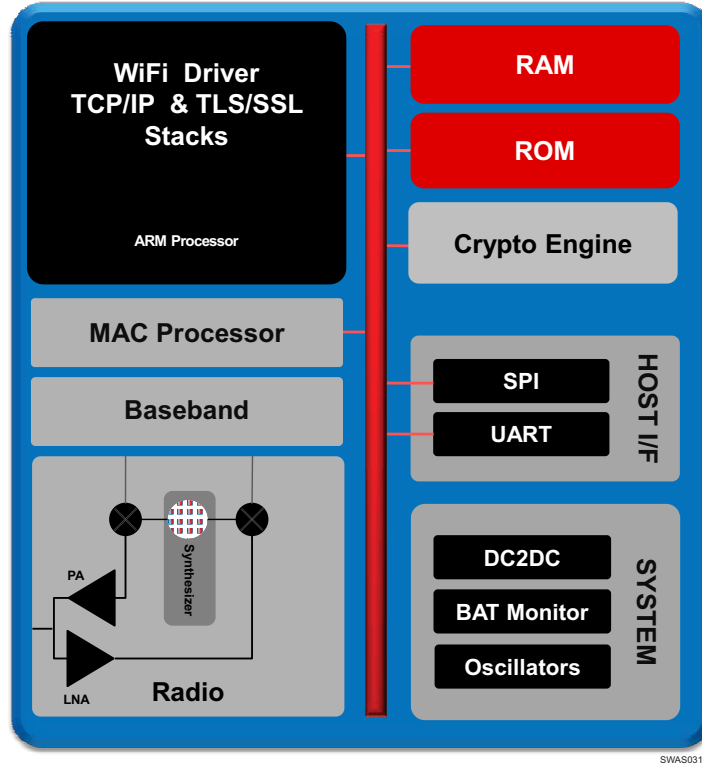 WiFi Driver
TCP/IP & TLS/SSL
Stacks
ARM Processor
MAC Processor
Baseband
Synthesizer
PA
LNA
Radio
RAM
ROM
Crypto Engine
SPI
UART
HOST I/F
DC2DC
BAT Monitor
Oscillators
SYSTEM
SWAS031